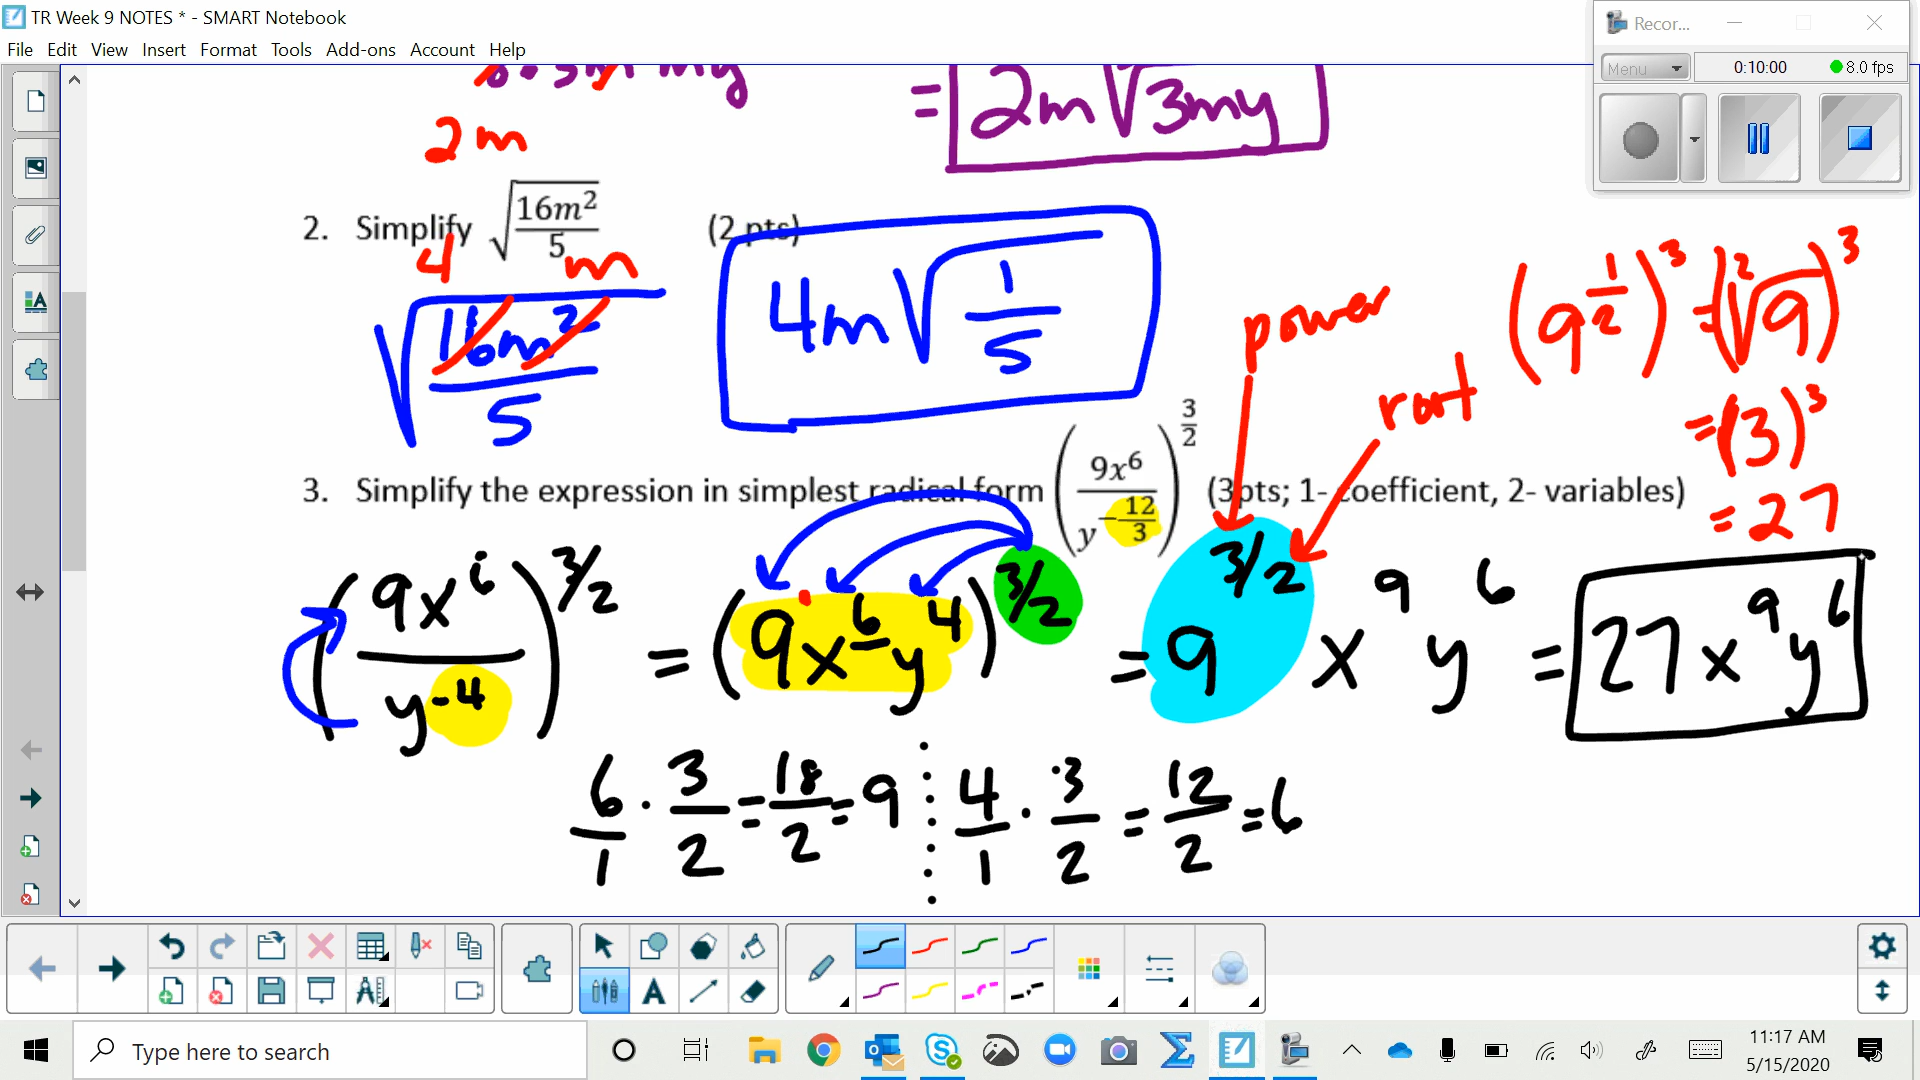 TR Week 9 NOTES * - SMART Notebook
File Edit View Insert Format Tools Add-ons Account Help
Recor...
Menu 0:10:00 8.0 fps
2m
= 2m√3my
2. Simplify √(16m²/5) (2 pts)
4 m
√(16m²/5)
4m√(1/5)
power
root
(9^(1/2))³ = (²√9)³
= (3)³
= 27
3. Simplify the expression in simplest radical form (9x⁶/y^(-12/3))^(3/2) (3pts; 1- coefficient, 2- variables)
(9x⁶/y⁻⁴)^(3/2) = (9x⁶y⁴)^(3/2) = 9^(3/2) x⁹ y⁶ = 27x⁹y⁶
6/1 · 3/2 = 18/2 = 9 4/1 · 3/2 = 12/2 = 6
Type here to search
11:17 AM
5/15/2020